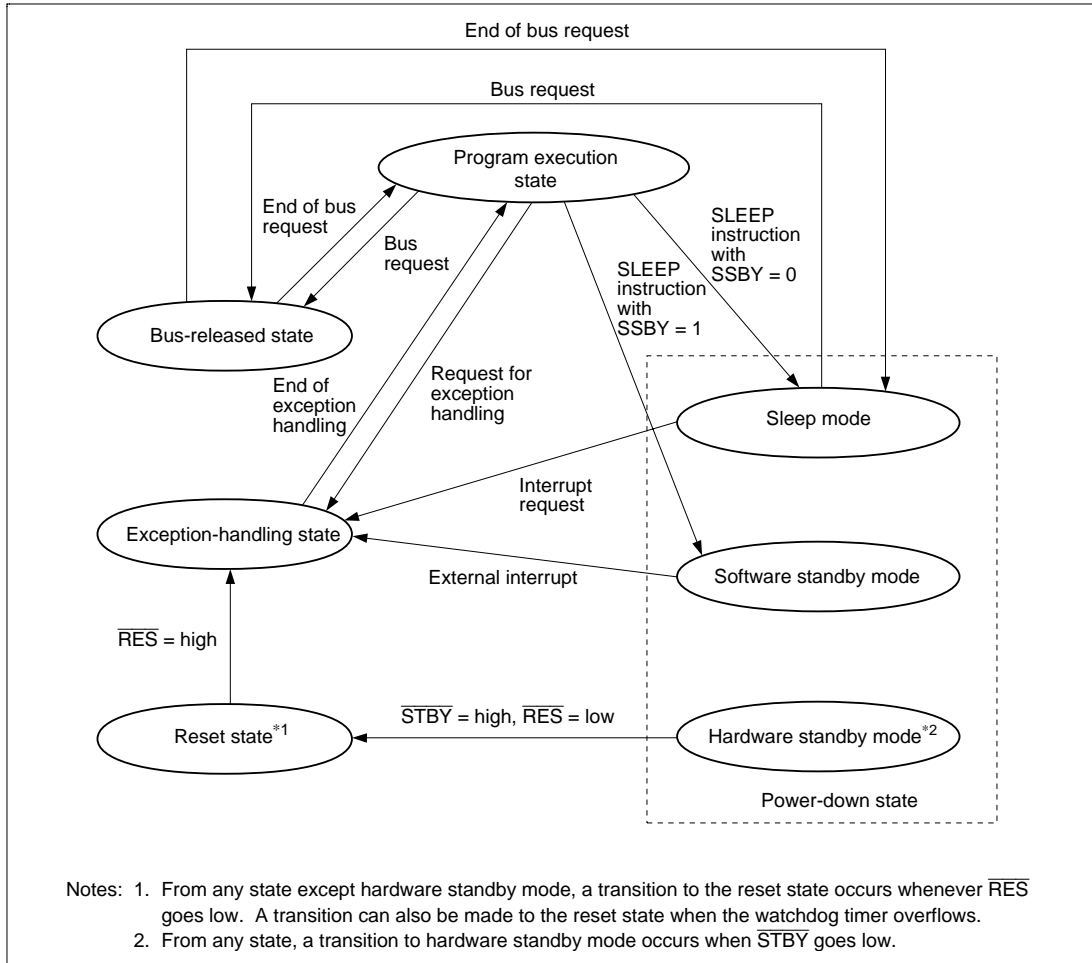 End of bus request
Bus request
Program execution
state
End of bus
request
Bus
request
SLEEP
instruction
with
SSBY = 0
SLEEP
instruction
with
SSBY = 1
Bus-released state
End of
exception
handling
Request for
exception
handling
Sleep mode
Interrupt
request
Exception-handling state
External interrupt
Software standby mode
R̅E̅S̅ = high
S̅T̅B̅Y̅ = high, R̅E̅S̅ = low
Reset state*1
Hardware standby mode*2
Power-down state
Notes: 1. From any state except hardware standby mode, a transition to the reset state occurs whenever R̅E̅S̅
goes low. A transition can also be made to the reset state when the watchdog timer overflows.
2. From any state, a transition to hardware standby mode occurs when S̅T̅B̅Y̅ goes low.